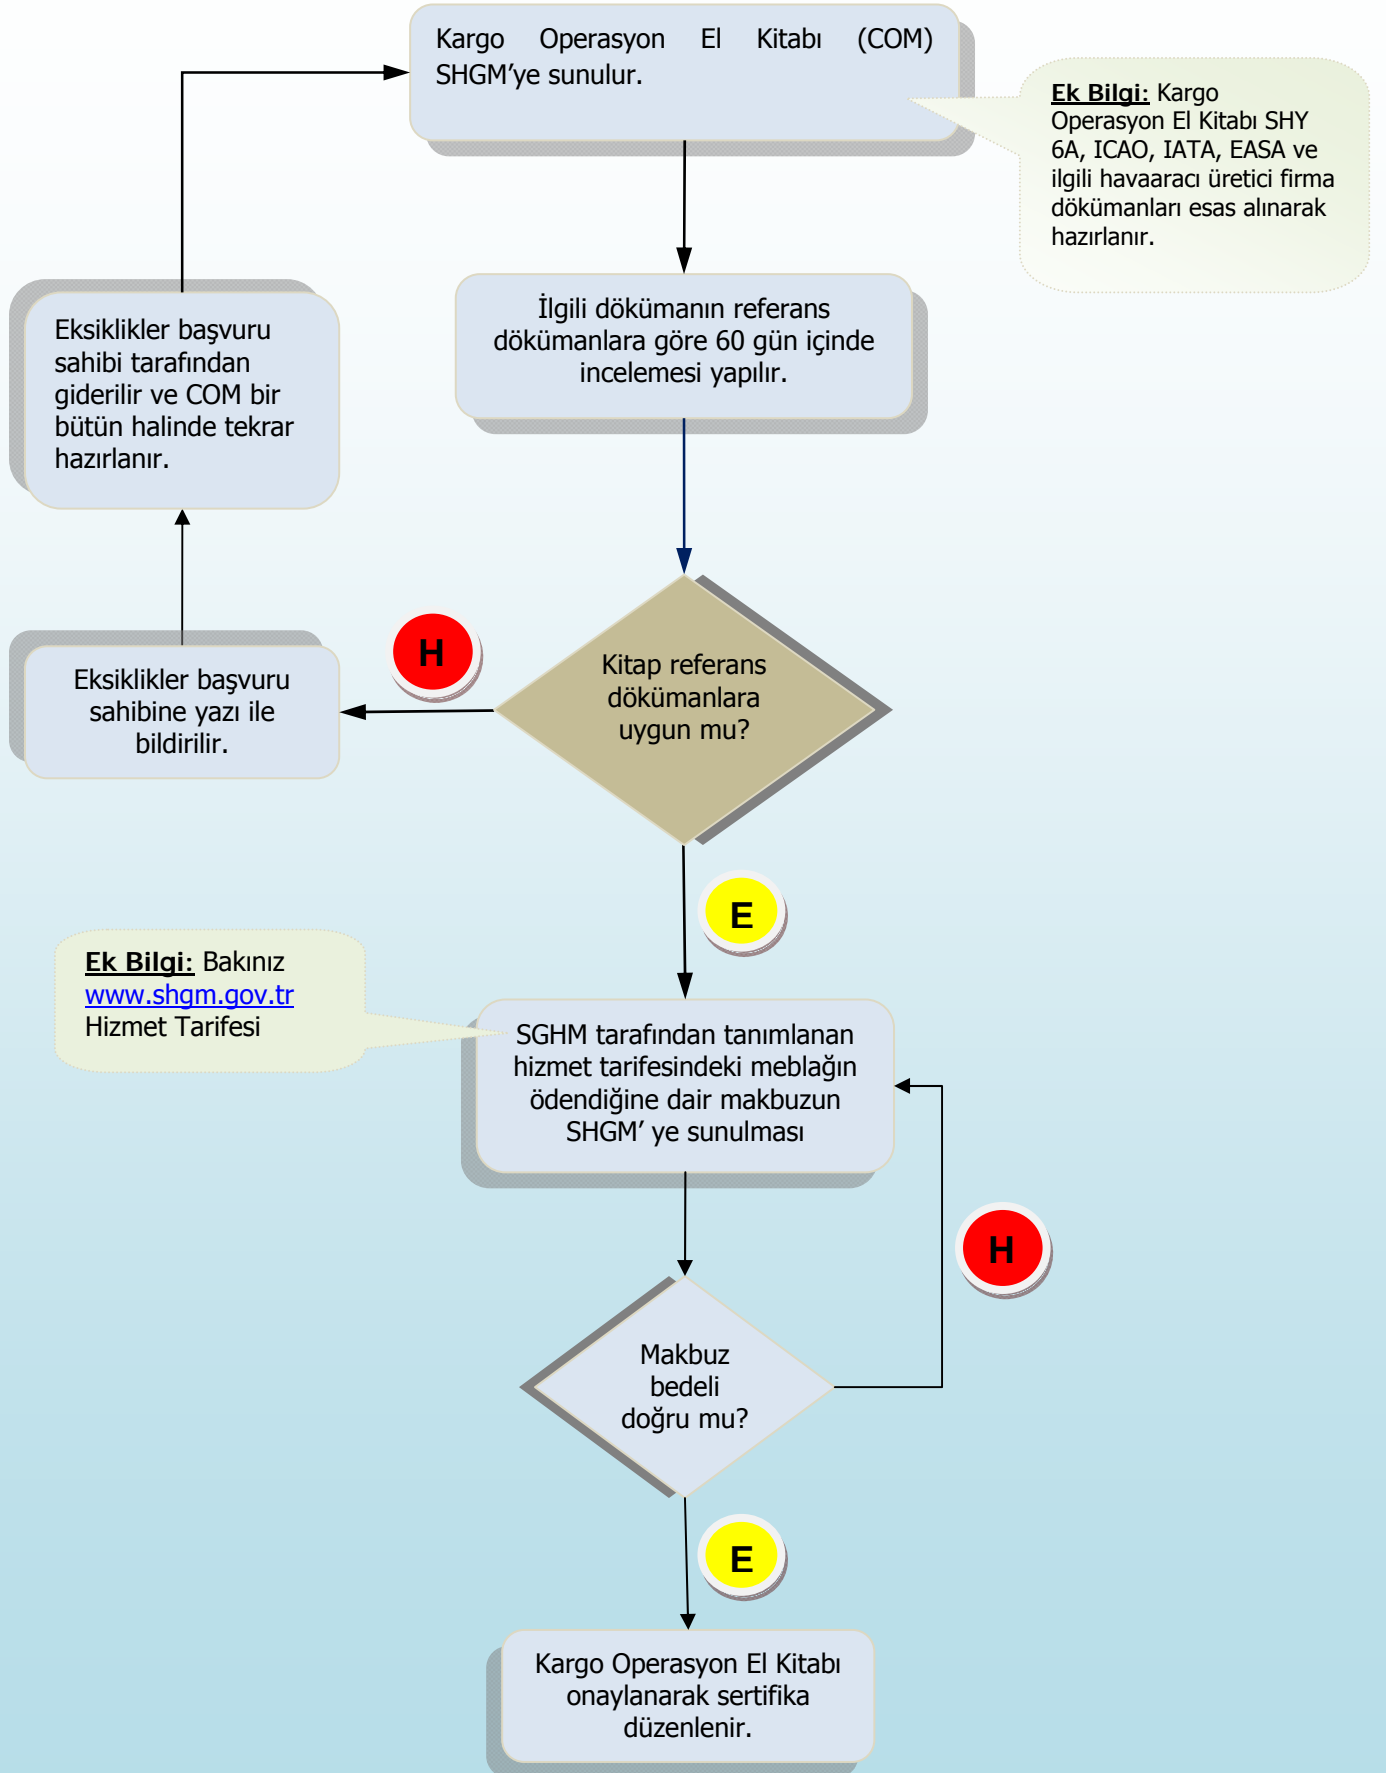 Kargo Operasyon El Kitabı (COM)
SHGM’ye sunulur.
Ek Bilgi: Kargo
Operasyon El Kitabı SHY
6A, ICAO, IATA, EASA ve
ilgili havaaracı üretici firma
dökümanları esas alınarak
hazırlanır.
İlgili dökümanın referans
dökümanlara göre 60 gün içinde
incelemesi yapılır.
Eksiklikler başvuru
sahibi tarafından
giderilir ve COM bir
bütün halinde tekrar
hazırlanır.
Kitap referans
dökümanlara
uygun mu?
H
Eksiklikler başvuru
sahibine yazı ile
bildirilir.
E
Ek Bilgi: Bakınız
www.shgm.gov.tr
Hizmet Tarifesi
SGHM tarafından tanımlanan
hizmet tarifesindeki meblağın
ödendiğine dair makbuzun
SHGM’ ye sunulması
H
Makbuz
bedeli
doğru mu?
E
Kargo Operasyon El Kitabı
onaylanarak sertifika
düzenlenir.